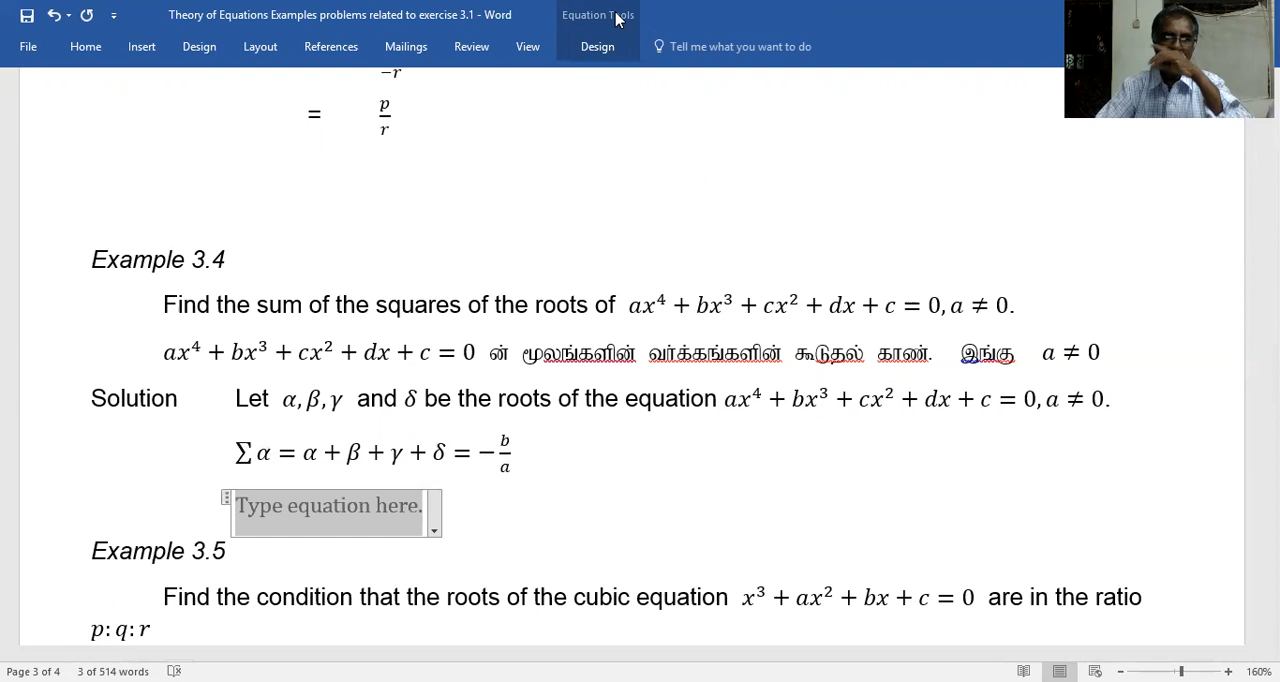 Theory of Equations Examples problems related to exercise 3.1 - Word
Equation Tools
File Home Insert Design Layout References Mailings Review View Design Tell me what you want to do
−r
= p/r
Example 3.4
Find the sum of the squares of the roots of ax⁴ + bx³ + cx² + dx + c = 0, a ≠ 0.
ax⁴ + bx³ + cx² + dx + c = 0 ன் மூலங்களின் வர்க்கங்களின் கூடுதல் காண். இங்கு a ≠ 0
Solution Let α, β, γ and δ be the roots of the equation ax⁴ + bx³ + cx² + dx + c = 0, a ≠ 0.
∑ α = α + β + γ + δ = − b/a
Type equation here.
Example 3.5
Find the condition that the roots of the cubic equation x³ + ax² + bx + c = 0 are in the ratio
p: q: r
Page 3 of 4 3 of 514 words 160%